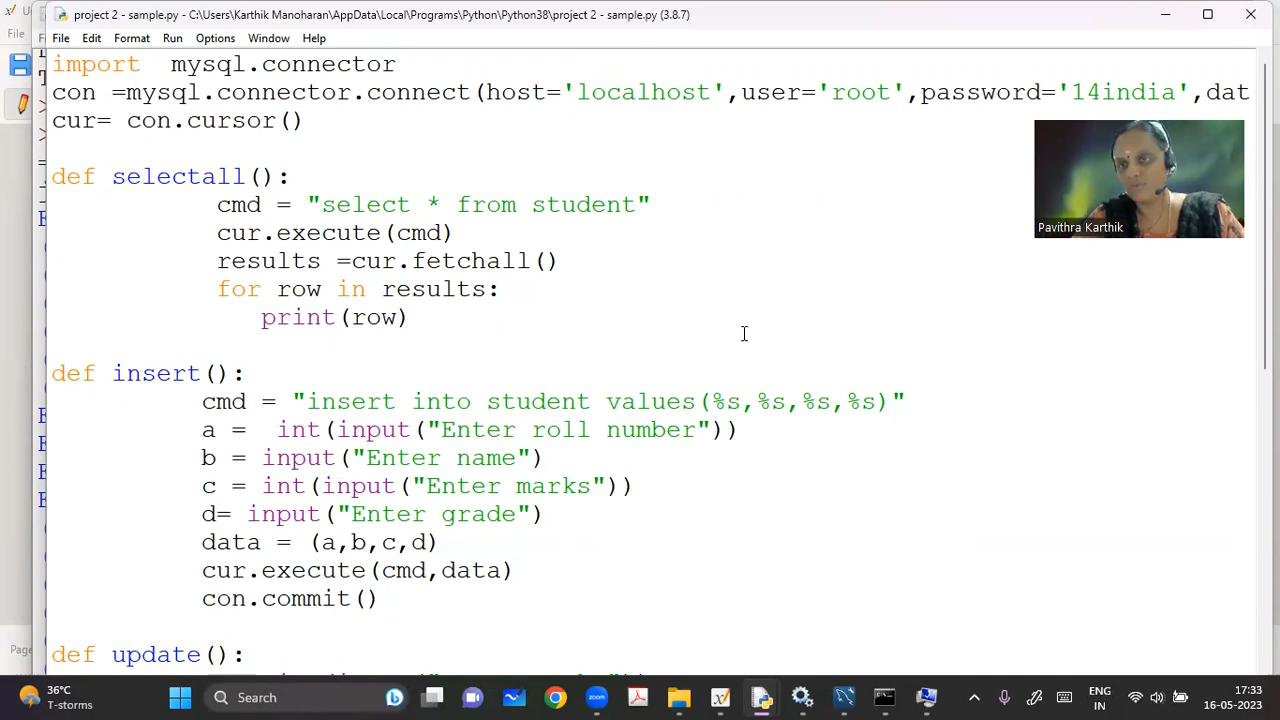 project 2 - sample.py - C:\Users\Karthik Manoharan\AppData\Local\Programs\Python\Python38\project 2 - sample.py (3.8.7)
File Edit Format Run Options Window Help
import  mysql.connector
con =mysql.connector.connect(host='localhost',user='root',password='14india',dat
cur= con.cursor()
def selectall():
cmd = "select * from student"
cur.execute(cmd)
results =cur.fetchall()
for row in results:
print(row)
Pavithra Karthik
def insert():
cmd = "insert into student values(%s,%s,%s,%s)"
a =  int(input("Enter roll number"))
b = input("Enter name")
c = int(input("Enter marks"))
d= input("Enter grade")
data = (a,b,c,d)
cur.execute(cmd,data)
con.commit()
def update():
36°C
T-storms
Search
ENG
IN
17:33
16-05-2023